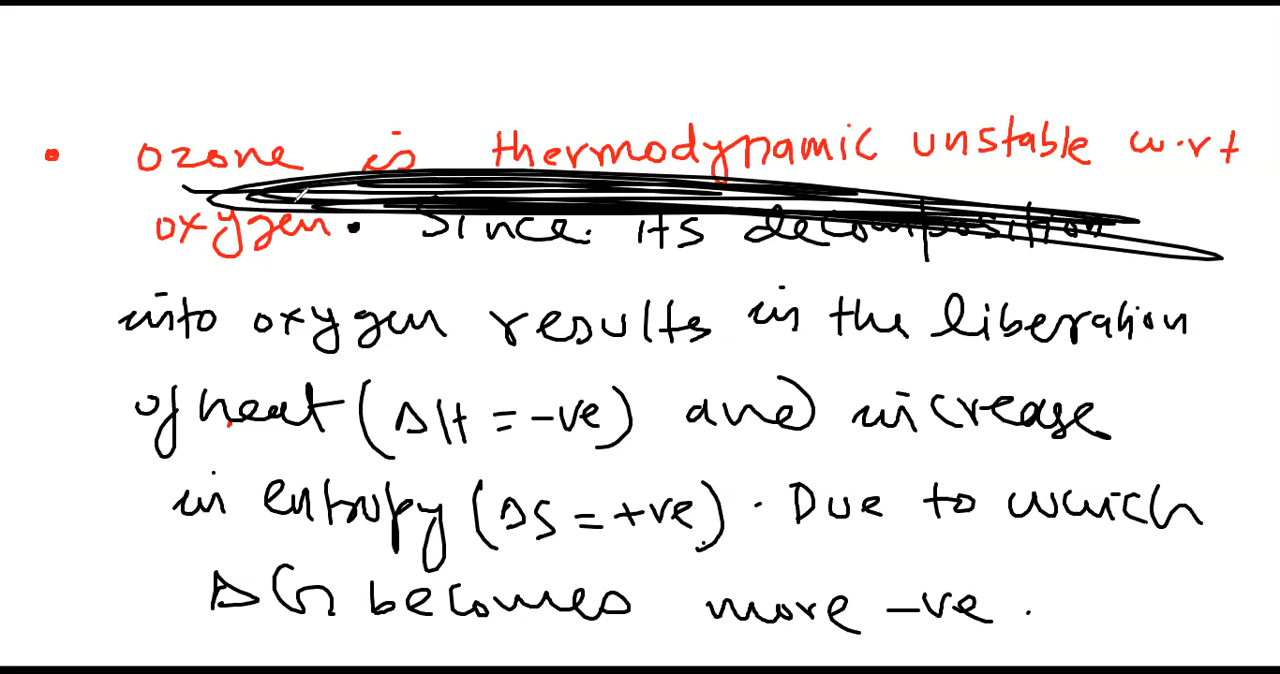 • ozone is thermodynamic unstable w.r.t
oxygen. Since its decomposition
into oxygen results in the liberation
of heat (ΔH = -ve) and increase
in entropy (ΔS = +ve). Due to which
ΔG becomes more -ve.